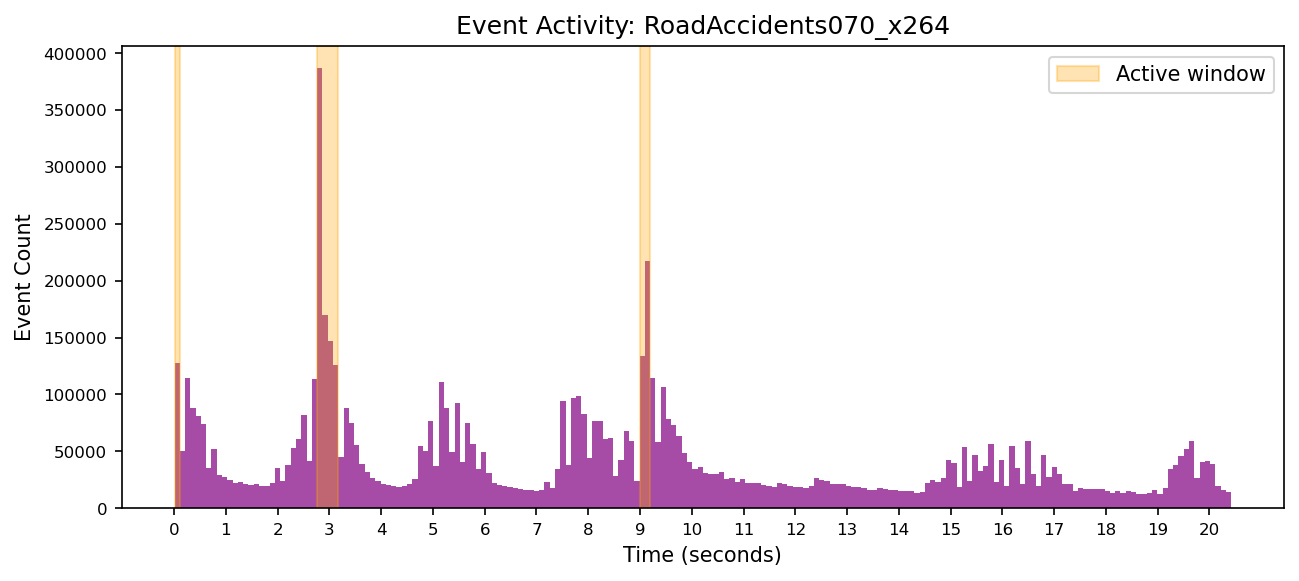 Event Activity: RoadAccidents070_x264
Active window
Event Count
400000
350000
300000
250000
200000
150000
100000
50000
0
0 1 2 3 4 5 6 7 8 9 10 11 12 13 14 15 16 17 18 19 20
Time (seconds)